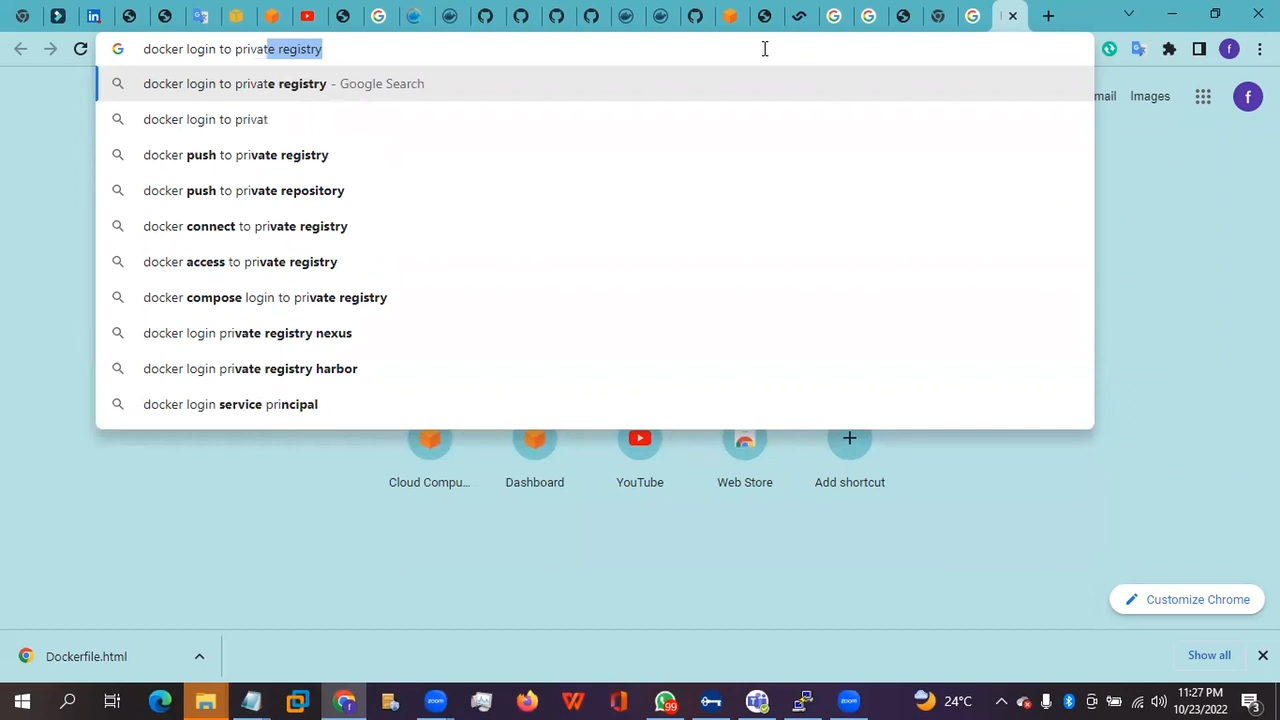 docker login to private registry
docker login to private registry - Google Search
docker login to privat
docker push to private registry
docker push to private repository
docker connect to private registry
docker access to private registry
docker compose login to private registry
docker login private registry nexus
docker login private registry harbor
docker login service principal
mail Images
f
f
Cloud Compu...
Dashboard
YouTube
Web Store
Add shortcut
Customize Chrome
Dockerfile.html
Show all
zoom
99
zoom
24°C
11:27 PM
10/23/2022
3